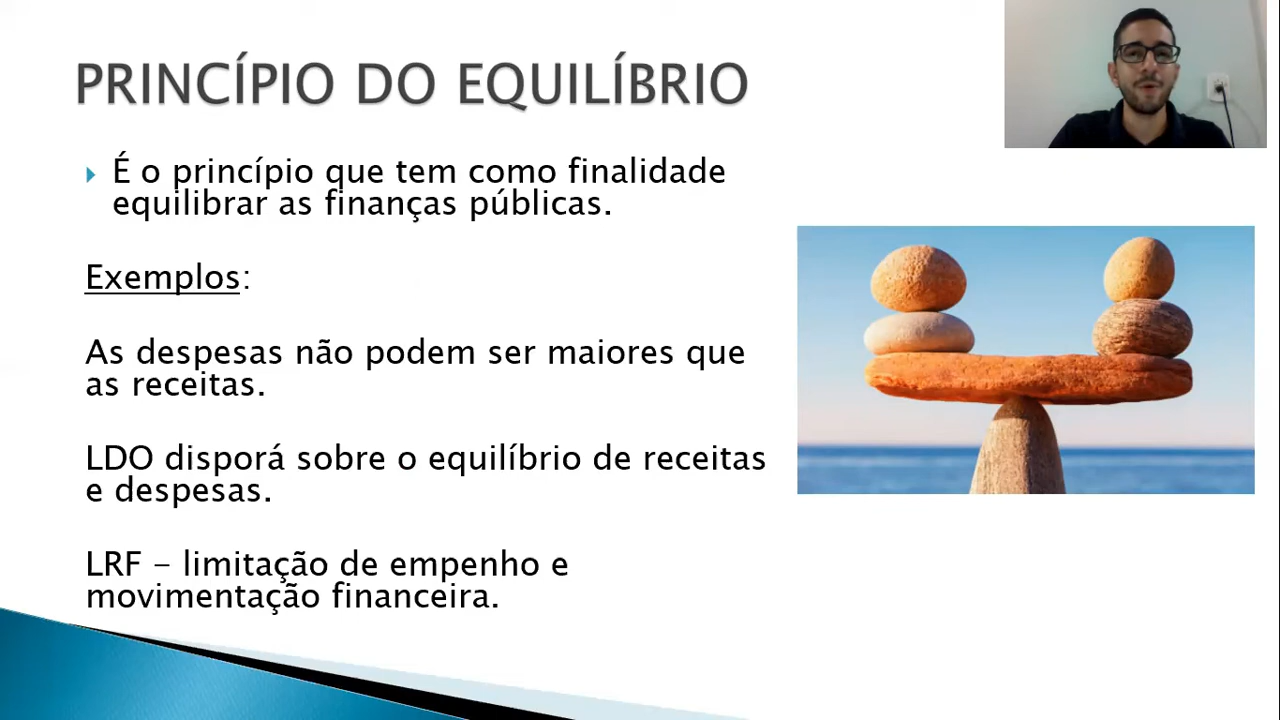 PRINCÍPIO DO EQUILÍBRIO
É o princípio que tem como finalidade
equilibrar as finanças públicas.
Exemplos:
As despesas não podem ser maiores que
as receitas.
LDO disporá sobre o equilíbrio de receitas
e despesas.
LRF – limitação de empenho e
movimentação financeira.